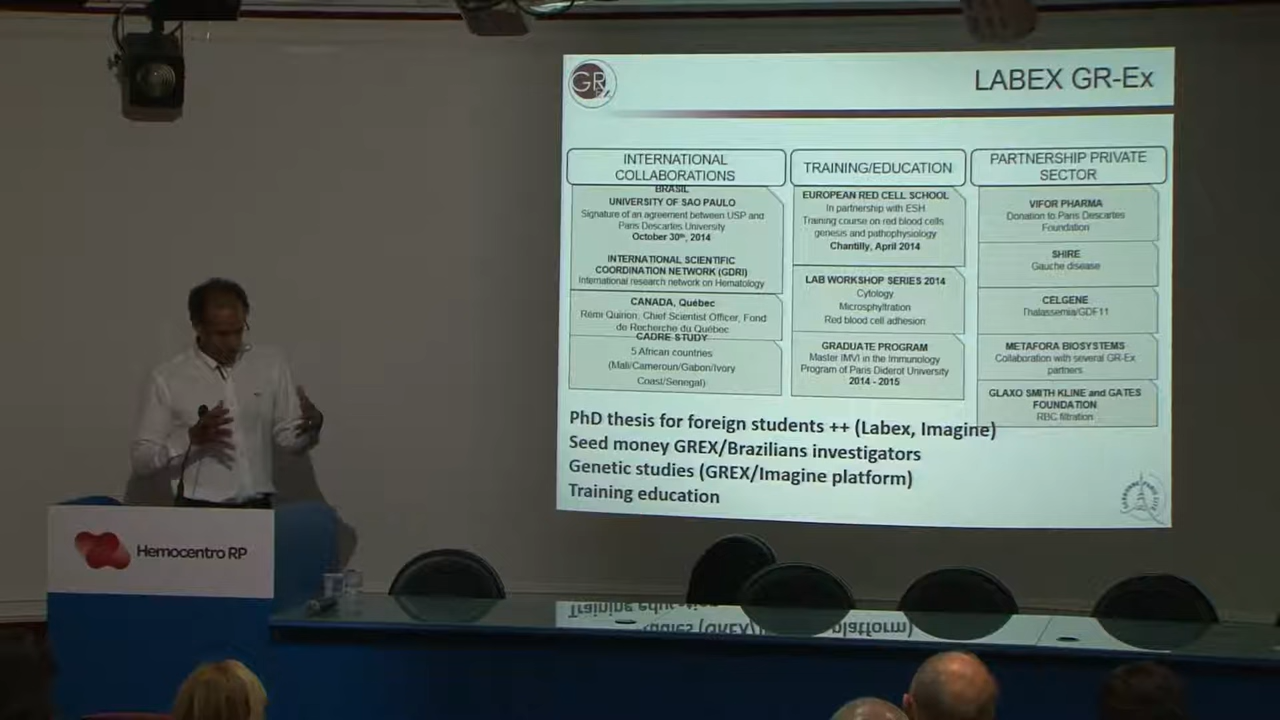 GR
Ex
LABEX GR-Ex
INTERNATIONAL
COLLABORATIONS
BRASIL
UNIVERSITY OF SAO PAULO
Signature of an agreement between USP and
Paris Descartes University
October 30th, 2014
INTERNATIONAL SCIENTIFIC
COORDINATION NETWORK (GDRI)
International research network on Hematology
CANADA, Québec
Rémi Quirion, Chief Scientist Officer, Fond
de Recherche du Québec
CADRE STUDY
5 African countries
(Mali/Cameroun/Gabon/Ivory
Coast/Senegal)
TRAINING/EDUCATION
EUROPEAN RED CELL SCHOOL
In partnership with ESH
Training course on red blood cells
genesis and pathophysiology
Chantilly, April 2014
LAB WORKSHOP SERIES 2014
Cytology
Microsphyltration
Red blood cell adhesion
GRADUATE PROGRAM
Master IMVI in the Immunology
Program of Paris Diderot University
2014 - 2015
PARTNERSHIP PRIVATE
SECTOR
VIFOR PHARMA
Donation to Paris Descartes
Foundation
SHIRE
Gauche disease
CELGENE
Thalassemia/GDF11
METAFORA BIOSYSTEMS
Collaboration with several GR-Ex
partners
GLAXO SMITH KLINE and GATES
FOUNDATION
RBC filtration
PhD thesis for foreign students ++ (Labex, Imagine)
Seed money GREX/Brazilians investigators
Genetic studies (GREX/Imagine platform)
Training education
Hemocentro RP